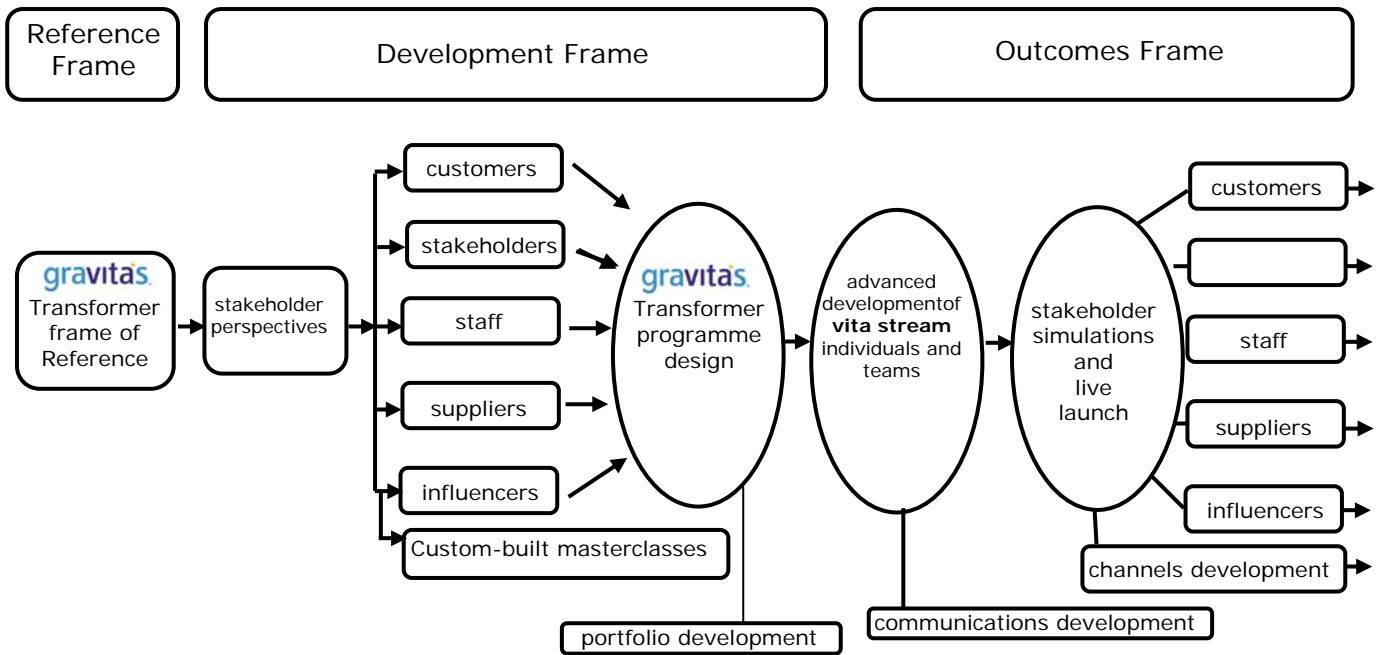 Reference
Frame
Development Frame
Outcomes Frame
gravitas
Transformer
frame of
Reference
stakeholder
perspectives
customers
stakeholders
staff
suppliers
influencers
Custom-built masterclasses
gravitas
Transformer
programme
design
portfolio development
advanced
developmentof
vita stream
individuals and
teams
communications development
stakeholder
simulations
and
live
launch
customers
staff
suppliers
influencers
channels development